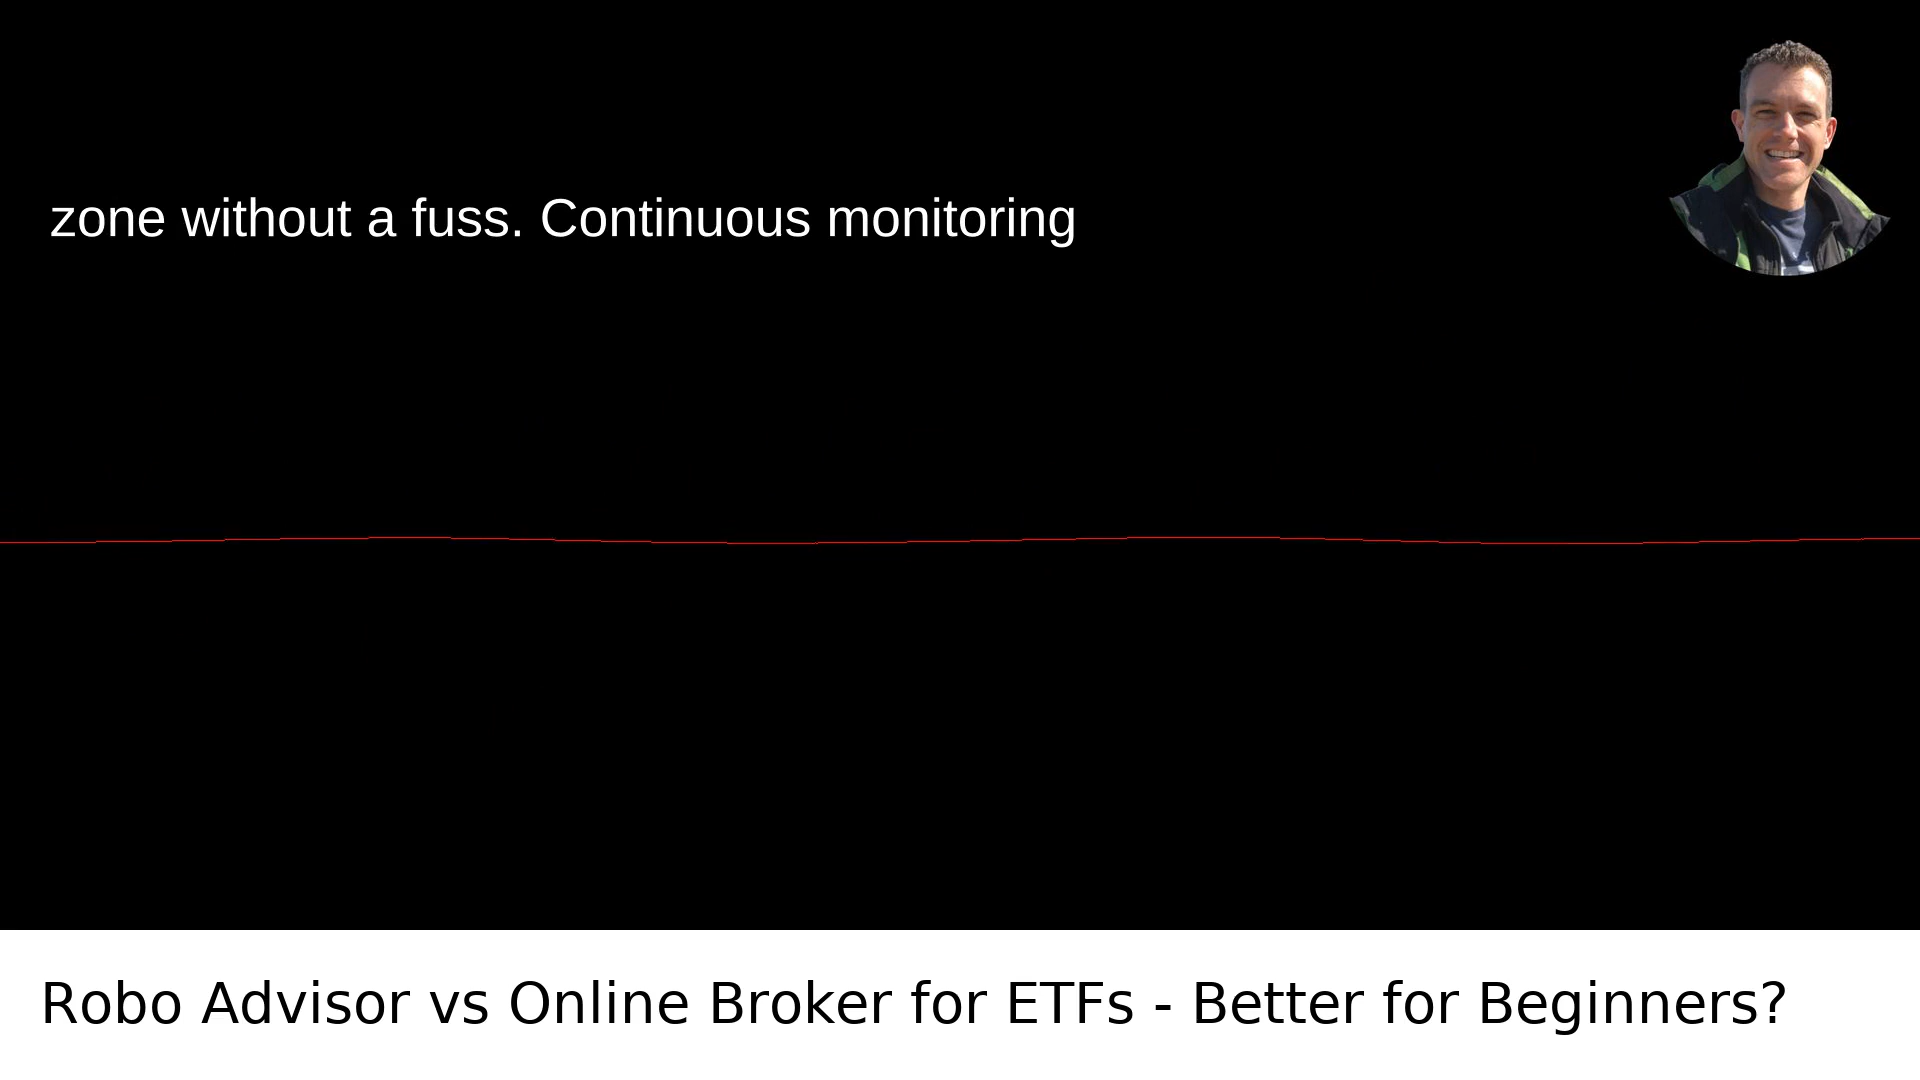 zone without a fuss. Continuous monitoring
Robo Advisor vs Online Broker for ETFs - Better for Beginners?